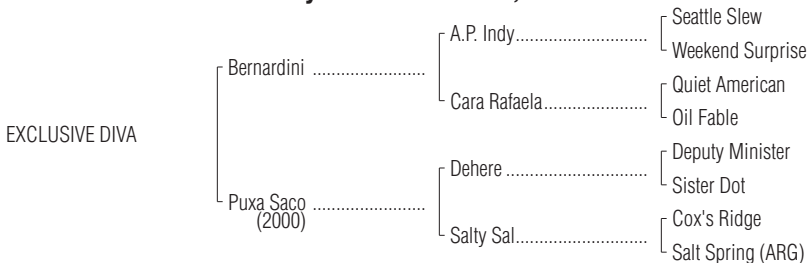 Seattle Slew
A.P. Indy..............................
Weekend Surprise
Bernardini ........................
Quiet American
Cara Rafaela........................
Oil Fable
EXCLUSIVE DIVA
Deputy Minister
Dehere ................................
Sister Dot
Puxa Saco ........................
(2000)
Cox's Ridge
Salty Sal..............................
Salt Spring (ARG)